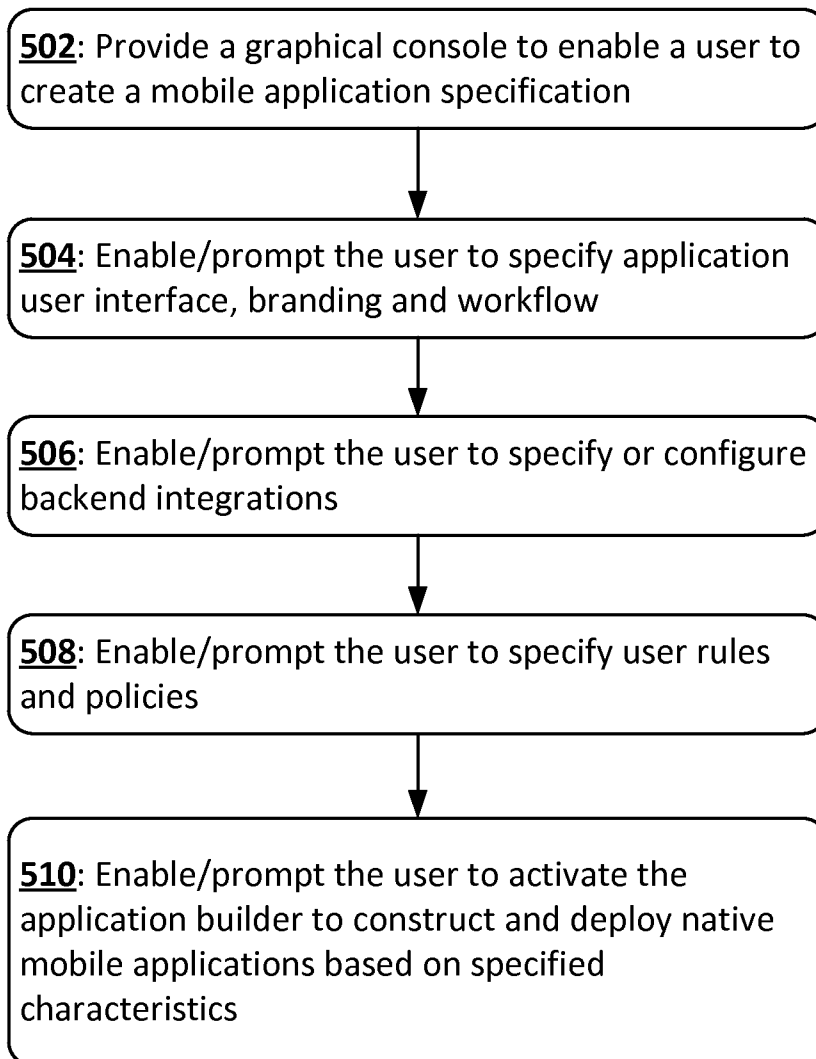 502: Provide a graphical console to enable a user to
create a mobile application specification
504: Enable/prompt the user to specify application
user interface, branding and workflow
506: Enable/prompt the user to specify or configure
backend integrations
508: Enable/prompt the user to specify user rules
and policies
510: Enable/prompt the user to activate the
application builder to construct and deploy native
mobile applications based on specified
characteristics